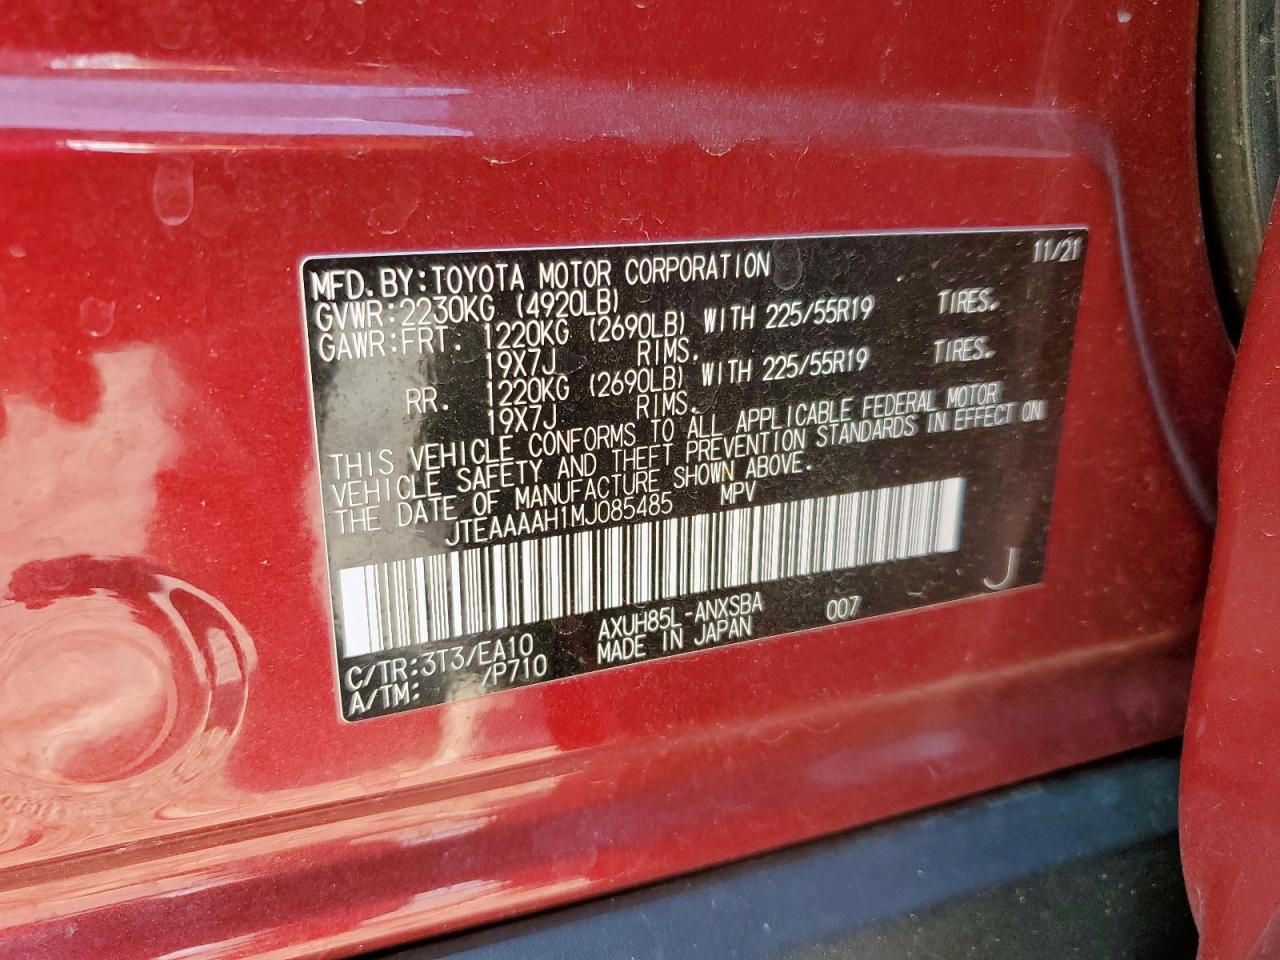 11/21
MFD.BY:TOYOTA MOTOR CORPORATION
GVWR:2230KG (4920LB)
GAWR:FRT. 1220KG (2690LB) WITH 225/55R19 TIRES.
19X7J RIMS.
RR. 1220KG (2690LB) WITH 225/55R19 TIRES.
19X7J RIMS.
THIS VEHICLE CONFORMS TO ALL APPLICABLE FEDERAL MOTOR
VEHICLE SAFETY AND THEFT PREVENTION STANDARDS IN EFFECT ON
THE DATE OF MANUFACTURE SHOWN ABOVE.
JTEAAAAH1MJ085485 MPV
J
C/TR:3T3/EA10 AXUH85L-ANXSBA 007
A/TM: /P710 MADE IN JAPAN